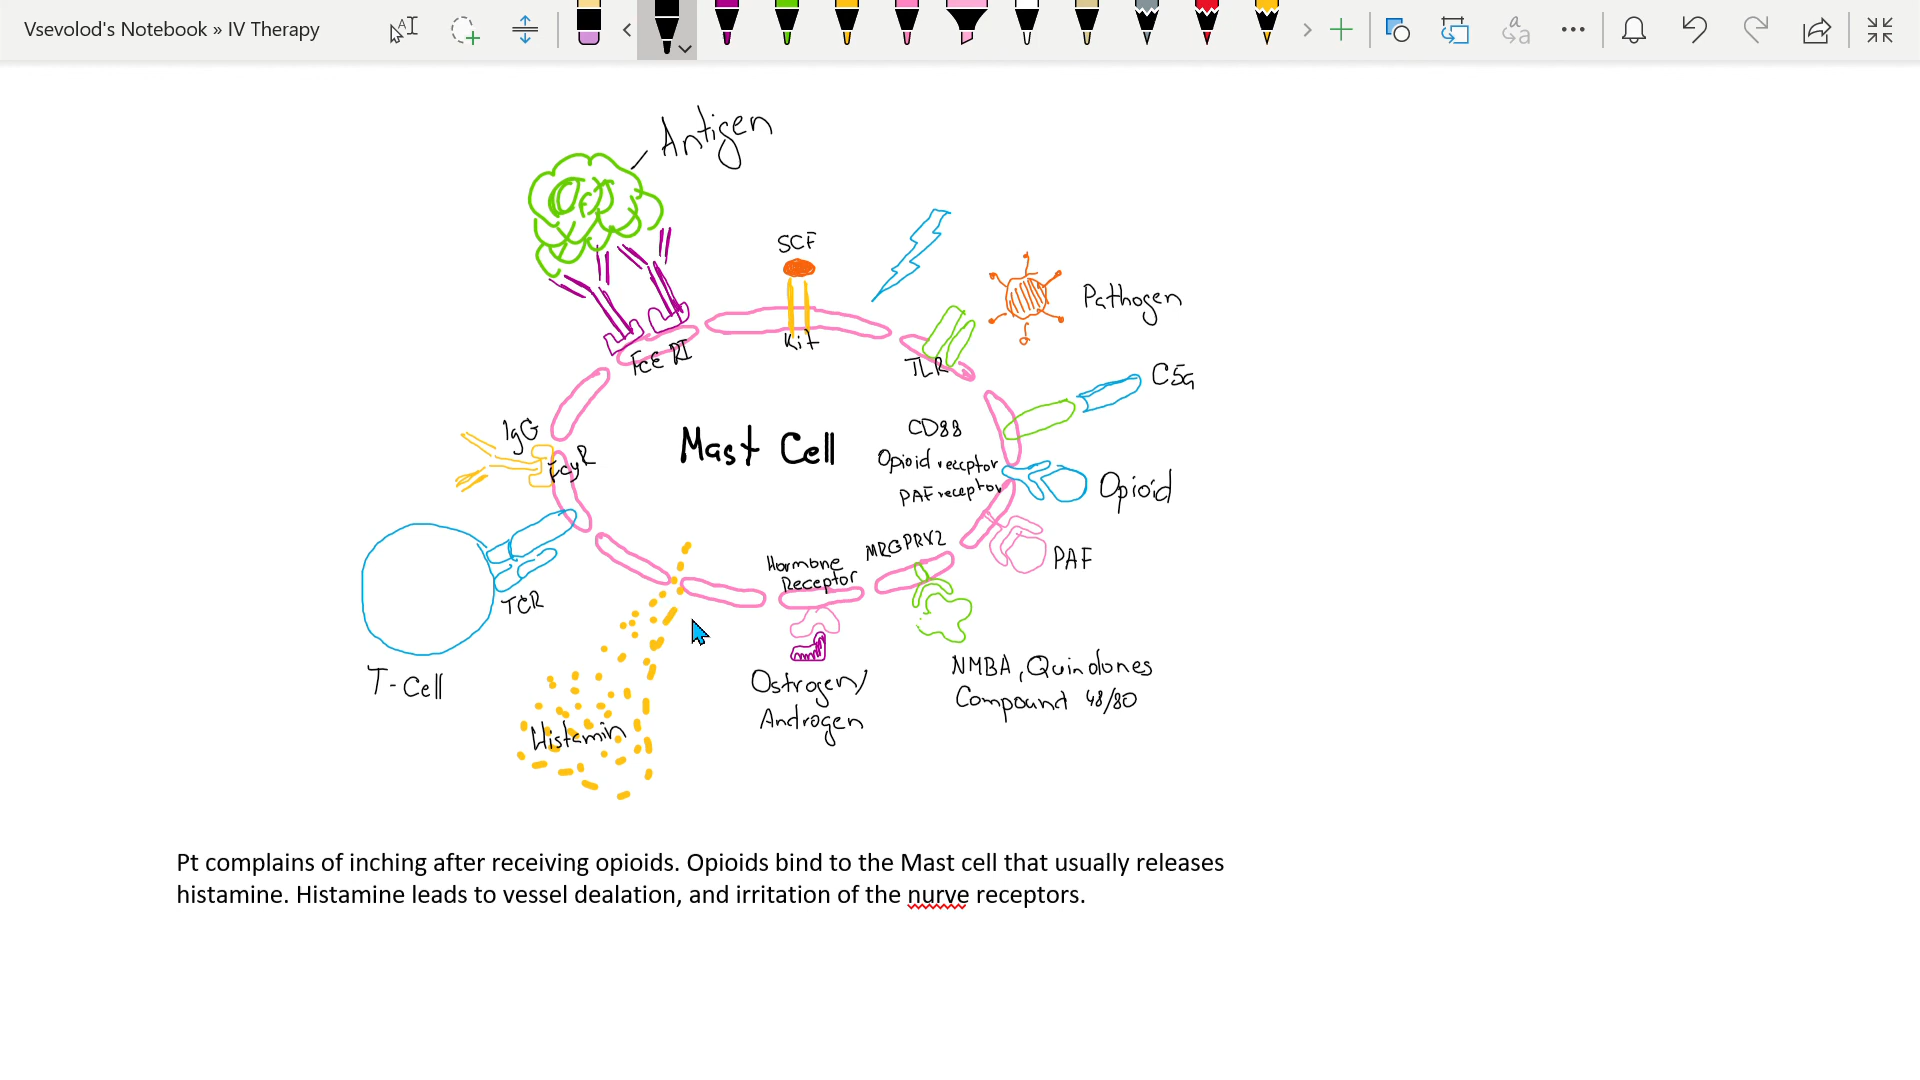 Vsevolod's Notebook » IV Therapy
Antigen
SCF
Kit
FcE RI
Pathogen
TLR
C5a
IgG
FcyR
Mast Cell
CD88
Opioid receptor
PAF receptor
Opioid
MRGPRX2
PAF
Hormone
Receptor
TCR
T-Cell
Histamin
Ostrogen/
Androgen
NMBA, Quinolones
Compound 48/80
Pt complains of inching after receiving opioids. Opioids bind to the Mast cell that usually releases
histamine. Histamine leads to vessel dealation, and irritation of the nurve receptors.